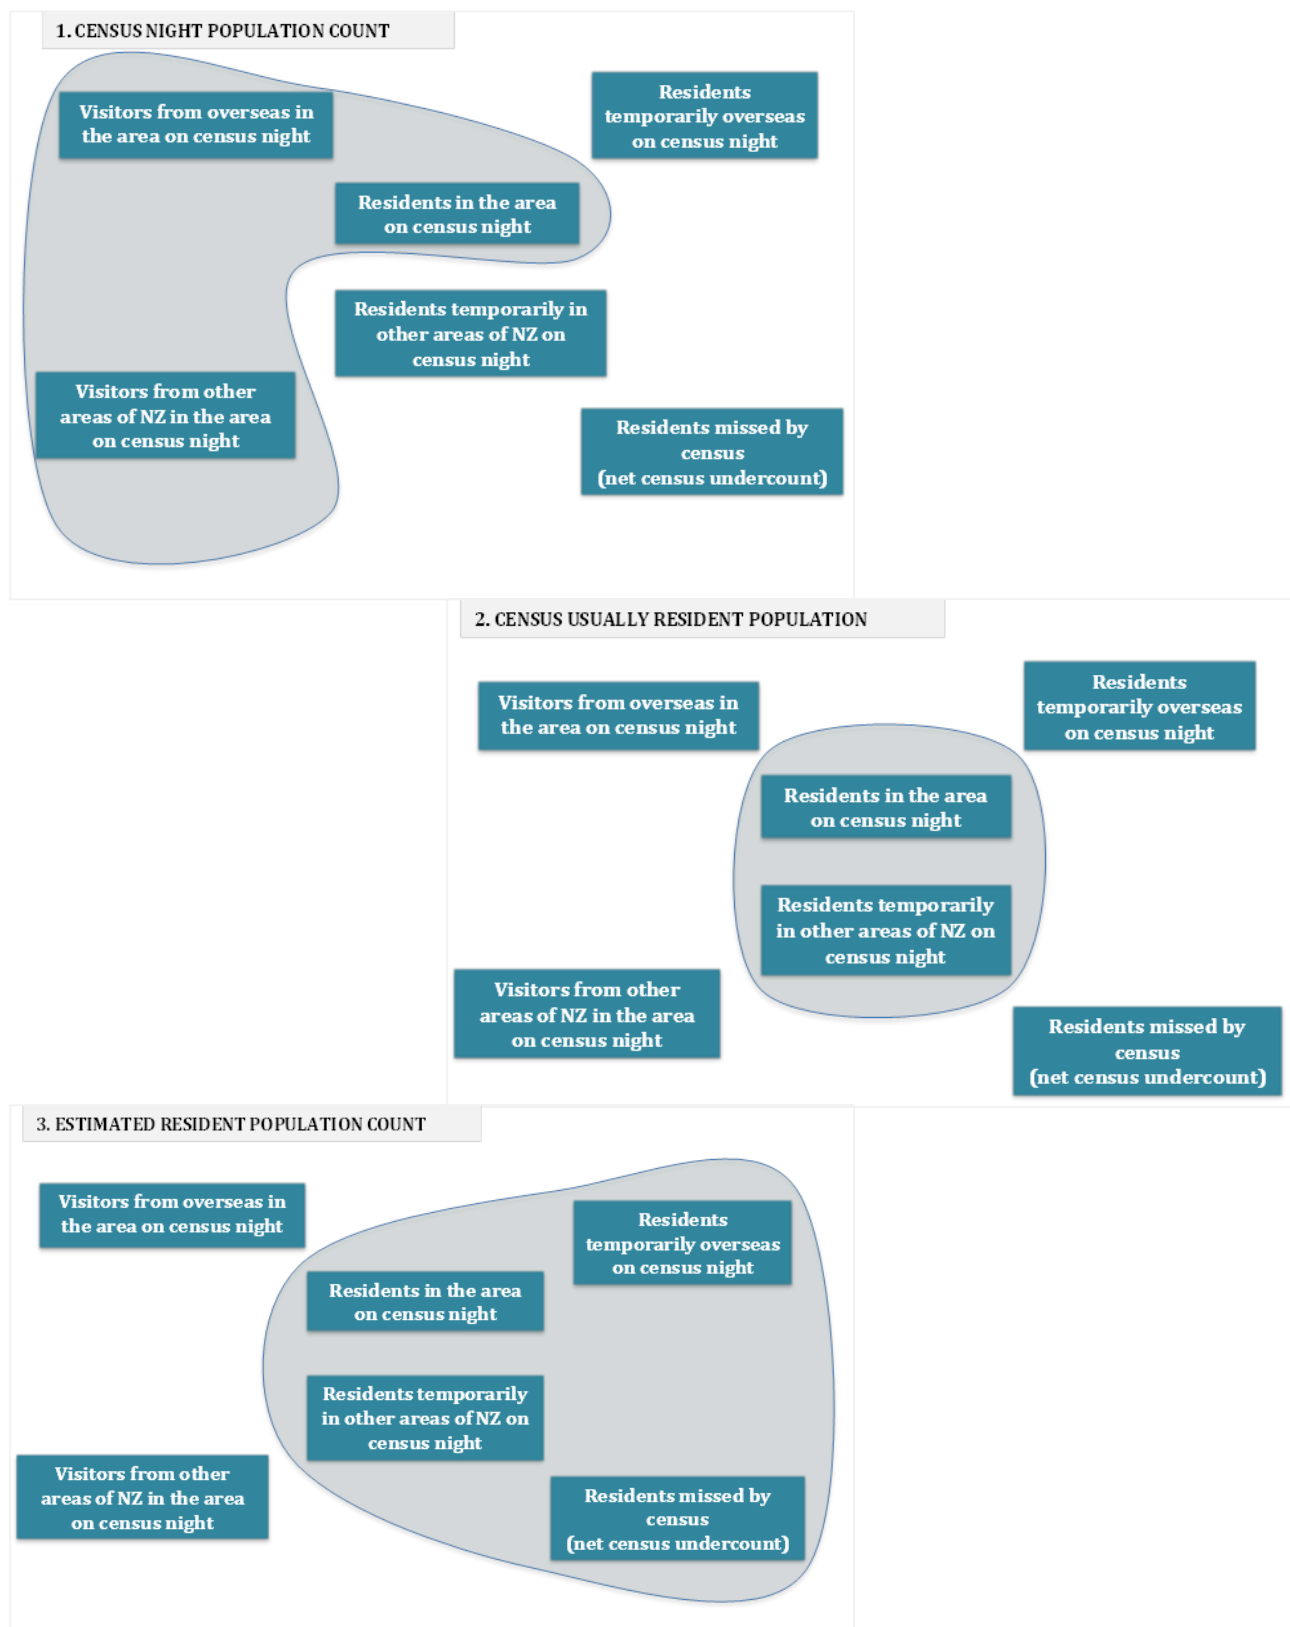 1. CENSUS NIGHT POPULATION COUNT
Visitors from overseas in
the area on census night
Residents
temporarily overseas
on census night
Residents in the area
on census night
Residents temporarily in
other areas of NZ on
census night
Visitors from other
areas of NZ in the area
on census night
Residents missed by
census
(net census undercount)
2. CENSUS USUALLY RESIDENT POPULATION
Visitors from overseas in
the area on census night
Residents
temporarily overseas
on census night
Residents in the area
on census night
Residents temporarily
in other areas of NZ on
census night
Visitors from other
areas of NZ in the area
on census night
Residents missed by
census
(net census undercount)
3. ESTIMATED RESIDENT POPULATION COUNT
Visitors from overseas in
the area on census night
Residents
temporarily overseas
on census night
Residents in the area
on census night
Residents temporarily
in other areas of NZ on
census night
Visitors from other
areas of NZ in the area
on census night
Residents missed by
census
(net census undercount)